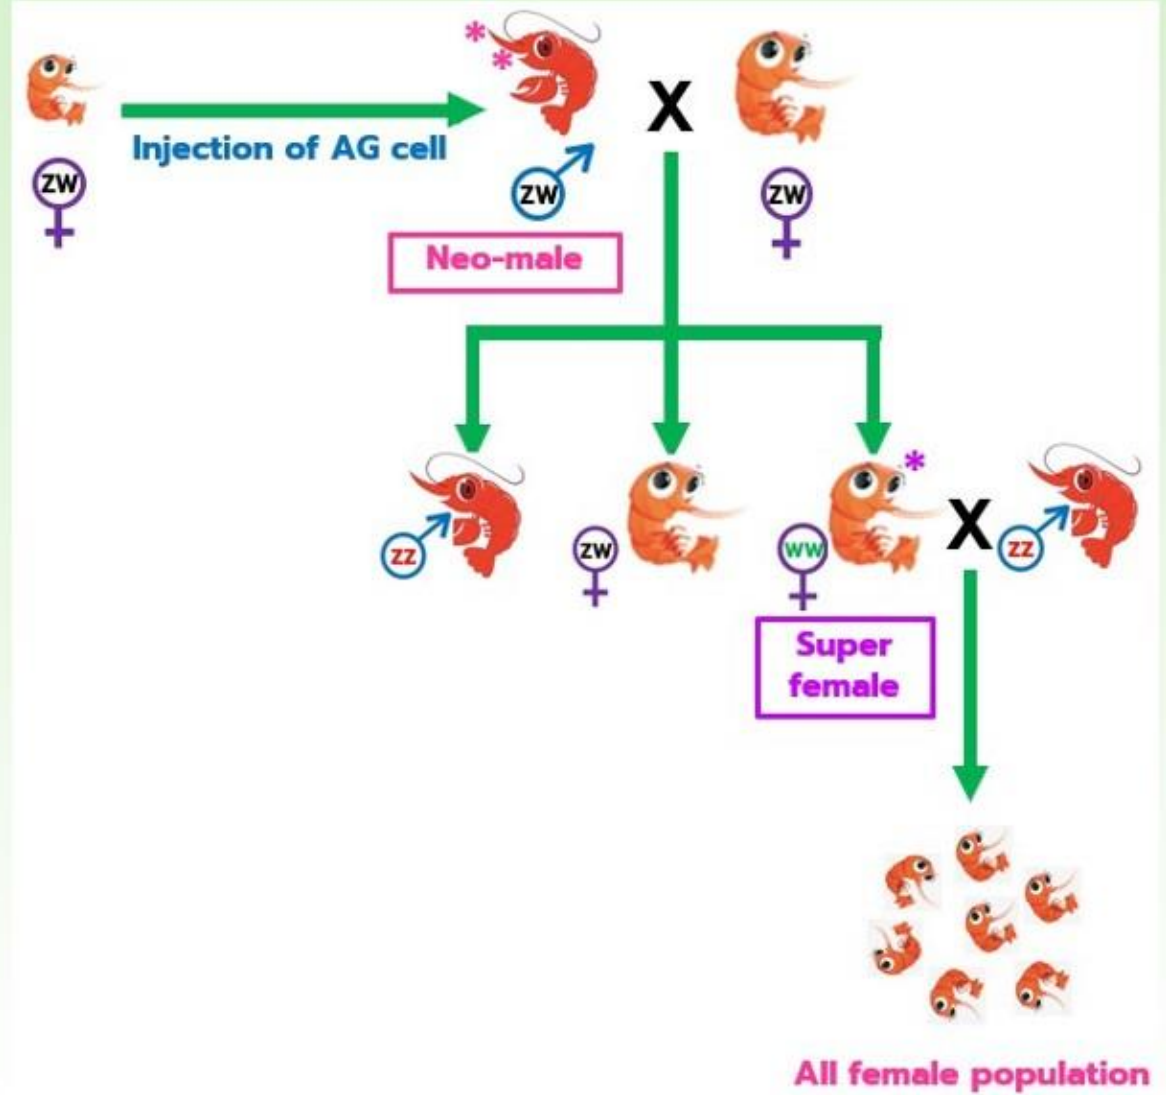 Injection of AG cell
ZW
ZW
X
ZW
Neo-male
ZZ
ZW
WW
X
ZZ
Super
female
All female population